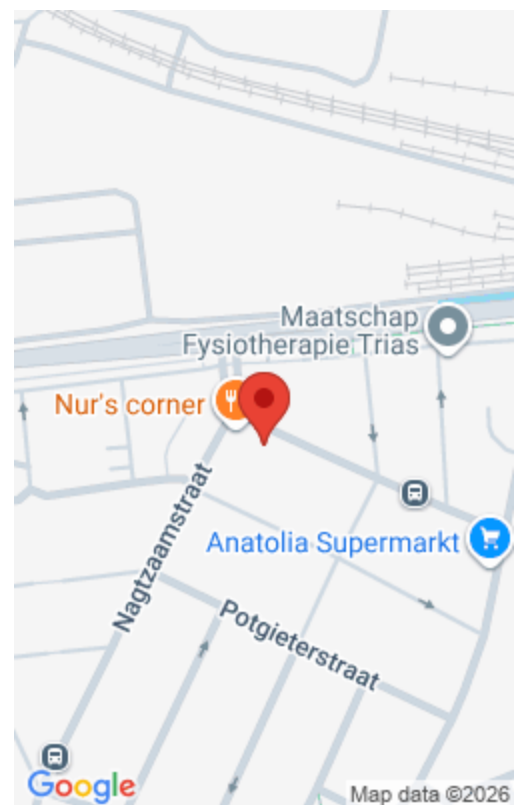 Maatschap
Fysiotherapie Trias
Nur's corner
Nagtzaamstraat
Anatolia Supermarkt
Potgieterstraat
Google
Map data ©2026